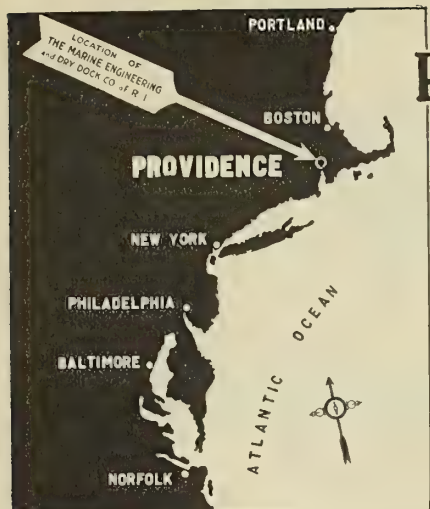 PORTLAND
LOCATION OF
THE MARINE ENGINEERING
and DRY DOCK CO of R I
BOSTON
PROVIDENCE
NEW YORK
PHILADELPHIA
BALTIMORE
ATLANTIC OCEAN
NORFOLK